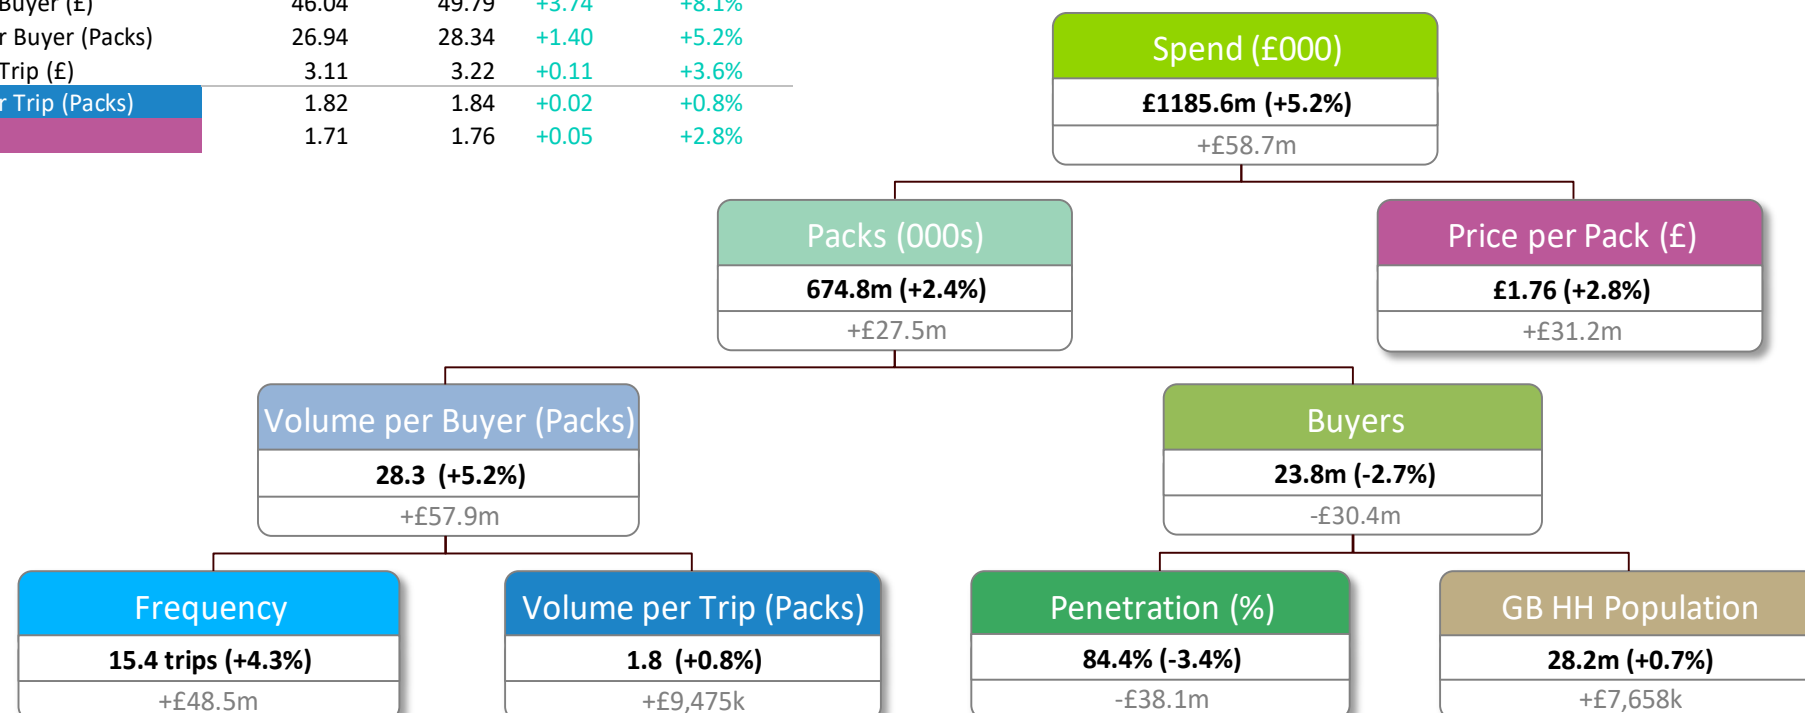 Buyer (£) 46.04 49.79 +3.74 +8.1%
r Buyer (Packs) 26.94 28.34 +1.40 +5.2%
Trip (£) 3.11 3.22 +0.11 +3.6%
r Trip (Packs) 1.82 1.84 +0.02 +0.8%
1.71 1.76 +0.05 +2.8%
Spend (£000)
£1185.6m (+5.2%)
+£58.7m
Packs (000s)
674.8m (+2.4%)
+£27.5m
Price per Pack (£)
£1.76 (+2.8%)
+£31.2m
Volume per Buyer (Packs)
28.3 (+5.2%)
+£57.9m
Buyers
23.8m (-2.7%)
-£30.4m
Frequency
15.4 trips (+4.3%)
+£48.5m
Volume per Trip (Packs)
1.8 (+0.8%)
+£9,475k
Penetration (%)
84.4% (-3.4%)
-£38.1m
GB HH Population
28.2m (+0.7%)
+£7,658k